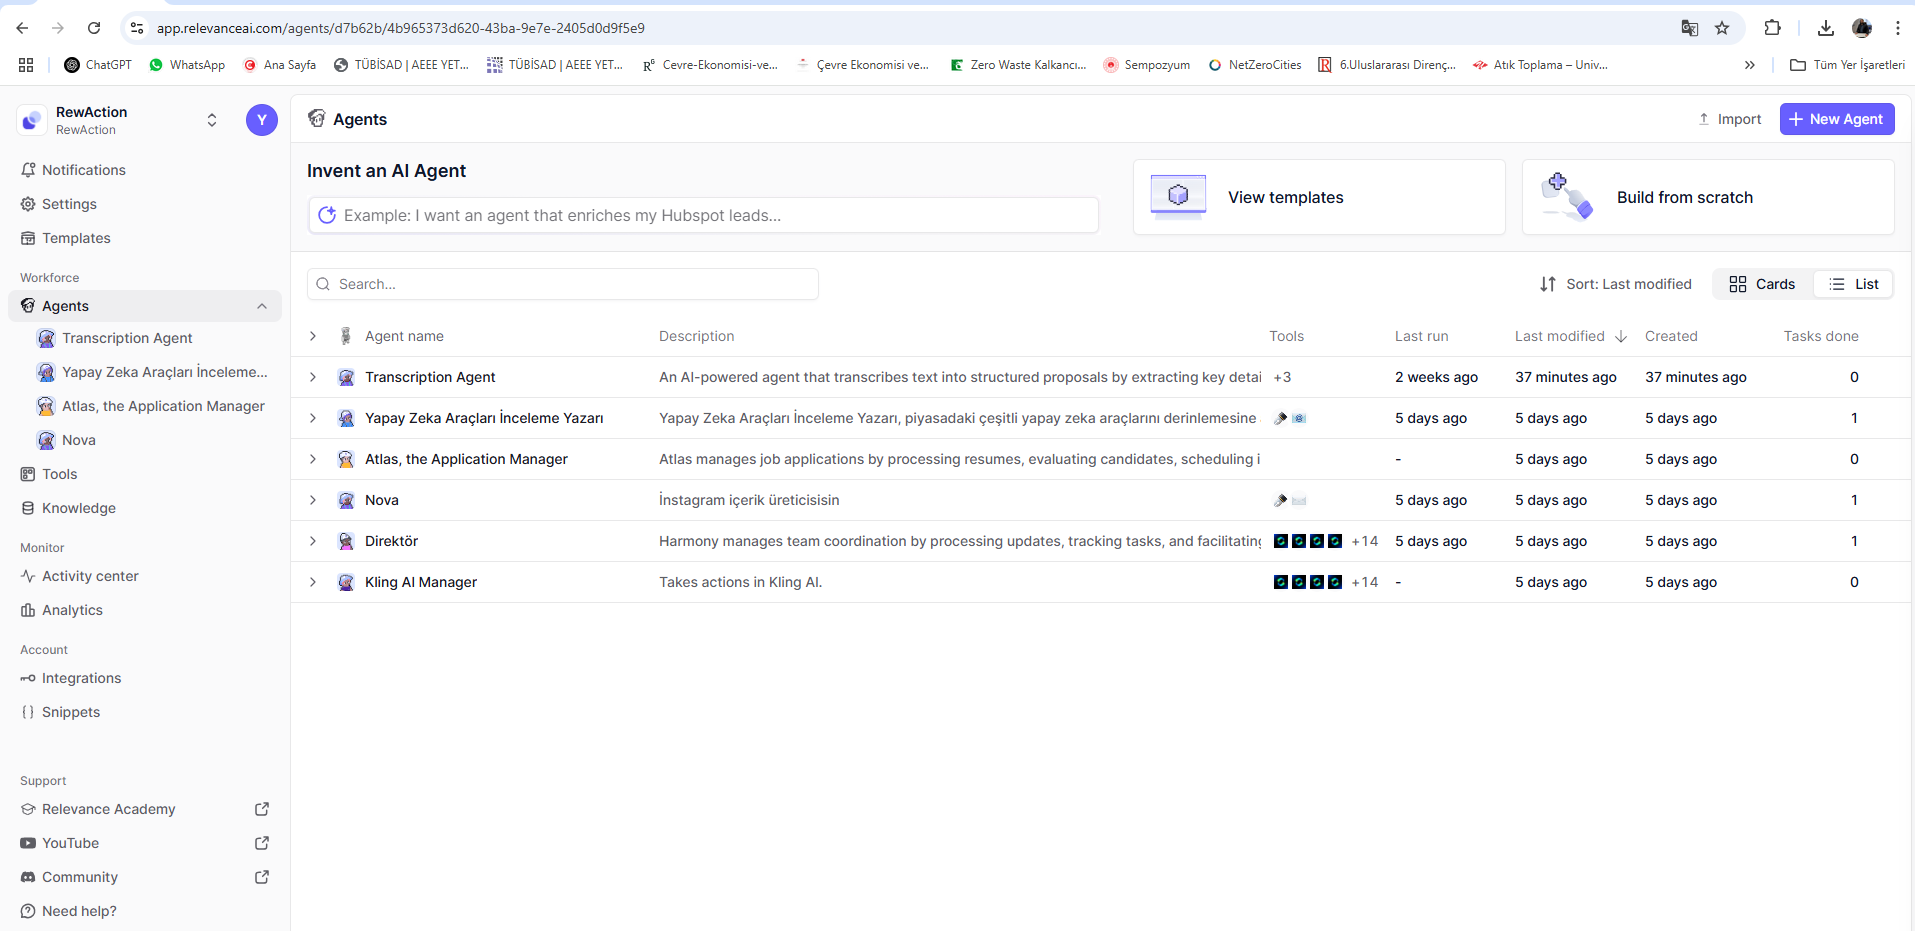 app.relevanceai.com/agents/d7b62b/4b965373d620-43ba-9e7e-2405d0d9f5e9
ChatGPT
WhatsApp
Ana Sayfa
TÜBİSAD | AEEE YET...
TÜBİSAD | AEEE YET...
Cevre-Ekonomisi-ve...
Çevre Ekonomisi ve...
Zero Waste Kalkancı...
Sempozyum
NetZeroCities
6.Uluslararası Direnç...
Atık Toplama – Univ...
Tüm Yer İşaretleri
RewAction
RewAction
Y
Notifications
Settings
Templates
Workforce
Agents
Transcription Agent
Yapay Zeka Araçları İnceleme...
Atlas, the Application Manager
Nova
Tools
Knowledge
Monitor
Activity center
Analytics
Account
Integrations
Snippets
Support
Relevance Academy
YouTube
Community
Need help?
Agents
Import
New Agent
Invent an AI Agent
Example: I want an agent that enriches my Hubspot leads...
View templates
Build from scratch
Search...
Sort: Last modified
Cards
List
Agent name Description Tools Last run Last modified Created Tasks done
Transcription Agent An AI-powered agent that transcribes text into structured proposals by extracting key detai +3 2 weeks ago 37 minutes ago 37 minutes ago 0
Yapay Zeka Araçları İnceleme Yazarı Yapay Zeka Araçları İnceleme Yazarı, piyasadaki çeşitli yapay zeka araçlarını derinlemesine 5 days ago 5 days ago 5 days ago 1
Atlas, the Application Manager Atlas manages job applications by processing resumes, evaluating candidates, scheduling i - 5 days ago 5 days ago 0
Nova İnstagram içerik üreticisisin 5 days ago 5 days ago 5 days ago 1
Direktör Harmony manages team coordination by processing updates, tracking tasks, and facilitating +14 5 days ago 5 days ago 5 days ago 1
Kling AI Manager Takes actions in Kling AI. +14 - 5 days ago 5 days ago 0